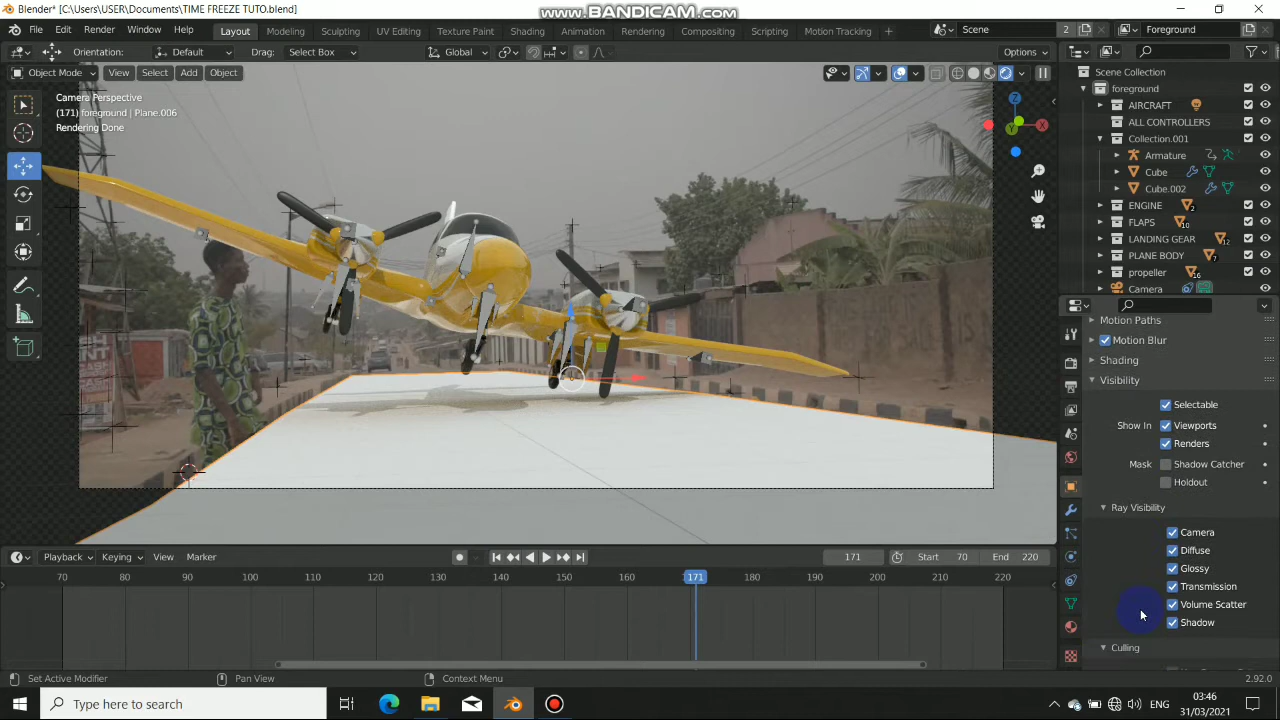 Blender* [C:\Users\USER\Documents\TIME FREEZE TUTO.blend]
www.BANDICAM.com
File Edit Render Window Help Layout Modeling Sculpting UV Editing Texture Paint Shading Animation Rendering Compositing Scripting Motion Tracking + Scene 2 Foreground
Orientation: Default Drag: Select Box Global Options
Object Mode View Select Add Object
Camera Perspective
(171) foreground | Plane.006
Rendering Done
Z
X
Y
Scene Collection
foreground
AIRCRAFT
ALL CONTROLLERS
Collection.001
Armature
Cube
Cube.002
ENGINE 2
FLAPS 10
LANDING GEAR 12
PLANE BODY 7
propeller 16
Camera
Motion Paths
Motion Blur
Shading
Visibility
Selectable
Show In Viewports
Renders
Mask Shadow Catcher
Holdout
Ray Visibility
Camera
Diffuse
Glossy
Transmission
Volume Scatter
Shadow
Culling
Playback Keying View Marker 171 Start 70 End 220
70 80 90 100 110 120 130 140 150 160 171 180 190 200 210 220
Set Active Modifier Pan View Context Menu 2.92.0
Type here to search ENG 03:46
31/03/2021